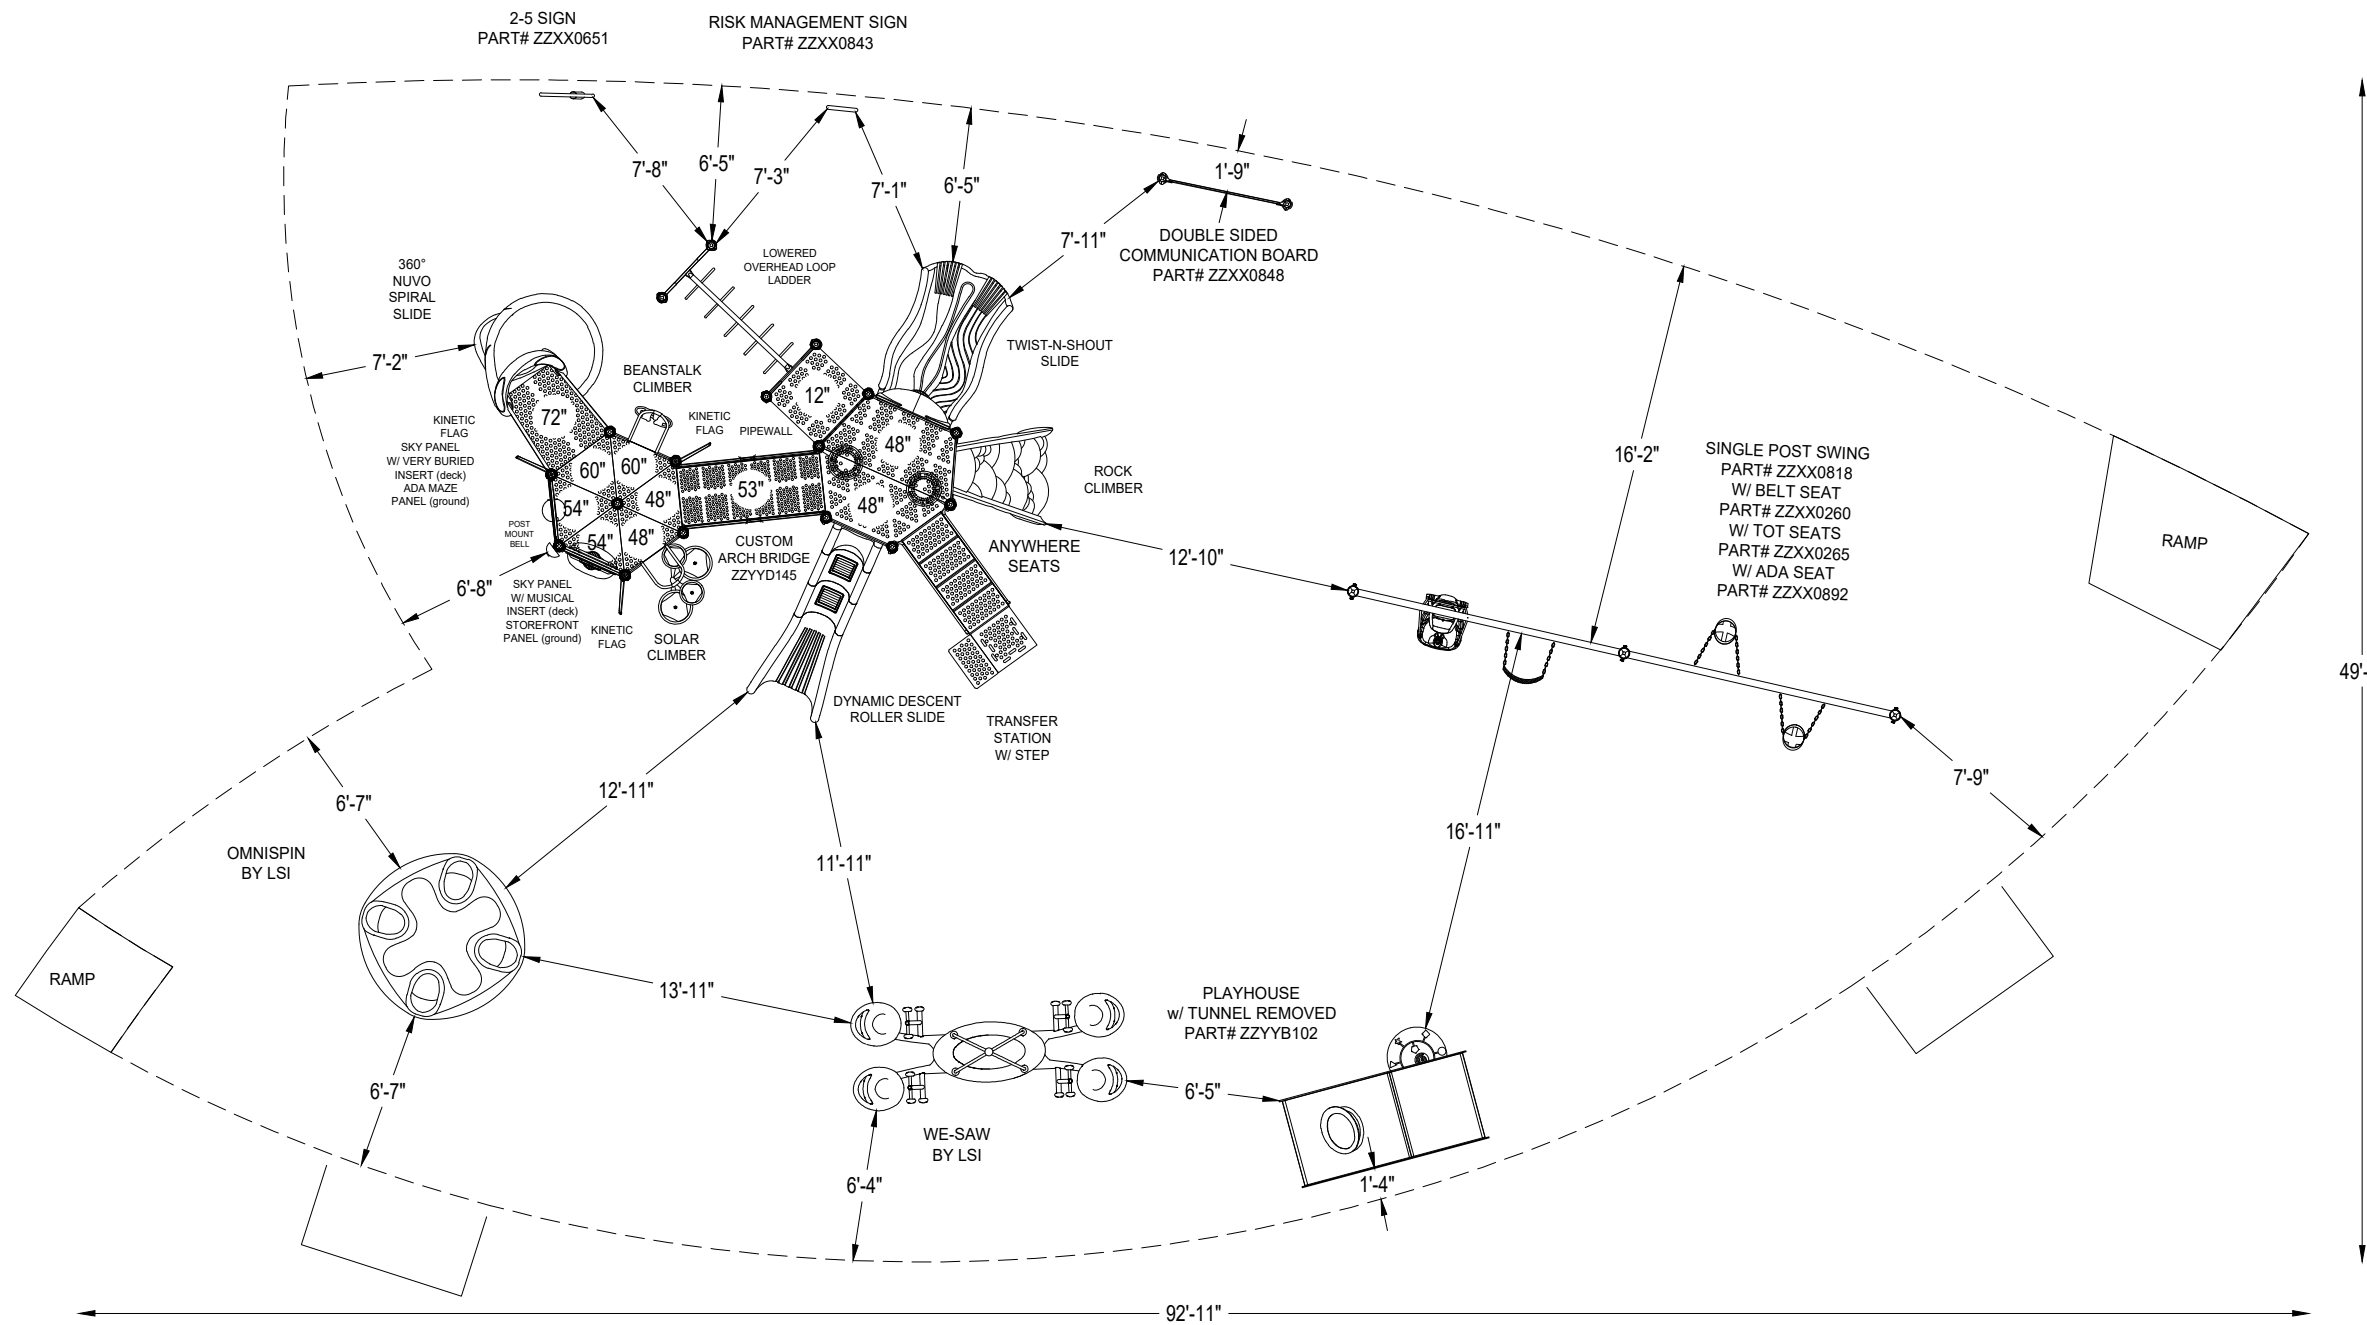 2-5 SIGN
PART# ZZXX0651
RISK MANAGEMENT SIGN
PART# ZZXX0843
7'-8"
6'-5"
7'-3"
7'-1"
6'-5"
1'-9"
7'-11"
DOUBLE SIDED
COMMUNICATION BOARD
PART# ZZXX0848
LOWERED
OVERHEAD LOOP
LADDER
360°
NUVO
SPIRAL
SLIDE
7'-2"
BEANSTALK
CLIMBER
TWIST-N-SHOUT
SLIDE
KINETIC
FLAG
PIPEWALL
12"
72"
KINETIC
FLAG
SKY PANEL
W/ VERY BURIED
INSERT (deck)
ADA MAZE
PANEL (ground)
60"
60"
48"
53"
48"
48"
54"
54"
48"
ROCK
CLIMBER
16'-2"
SINGLE POST SWING
PART# ZZXX0818
W/ BELT SEAT
PART# ZZXX0260
W/ TOT SEATS
PART# ZZXX0265
W/ ADA SEAT
PART# ZZXX0892
RAMP
POST
MOUNT
BELL
CUSTOM
ARCH BRIDGE
ZZYYD145
ANYWHERE
SEATS
12'-10"
6'-8"
SKY PANEL
W/ MUSICAL
INSERT (deck)
STOREFRONT
PANEL (ground)
KINETIC
FLAG
SOLAR
CLIMBER
49'-
DYNAMIC DESCENT
ROLLER SLIDE
TRANSFER
STATION
W/ STEP
7'-9"
12'-11"
6'-7"
OMNISPIN
BY LSI
11'-11"
16'-11"
RAMP
13'-11"
PLAYHOUSE
w/ TUNNEL REMOVED
PART# ZZYYB102
6'-7"
6'-5"
WE-SAW
BY LSI
6'-4"
1'-4"
92'-11"